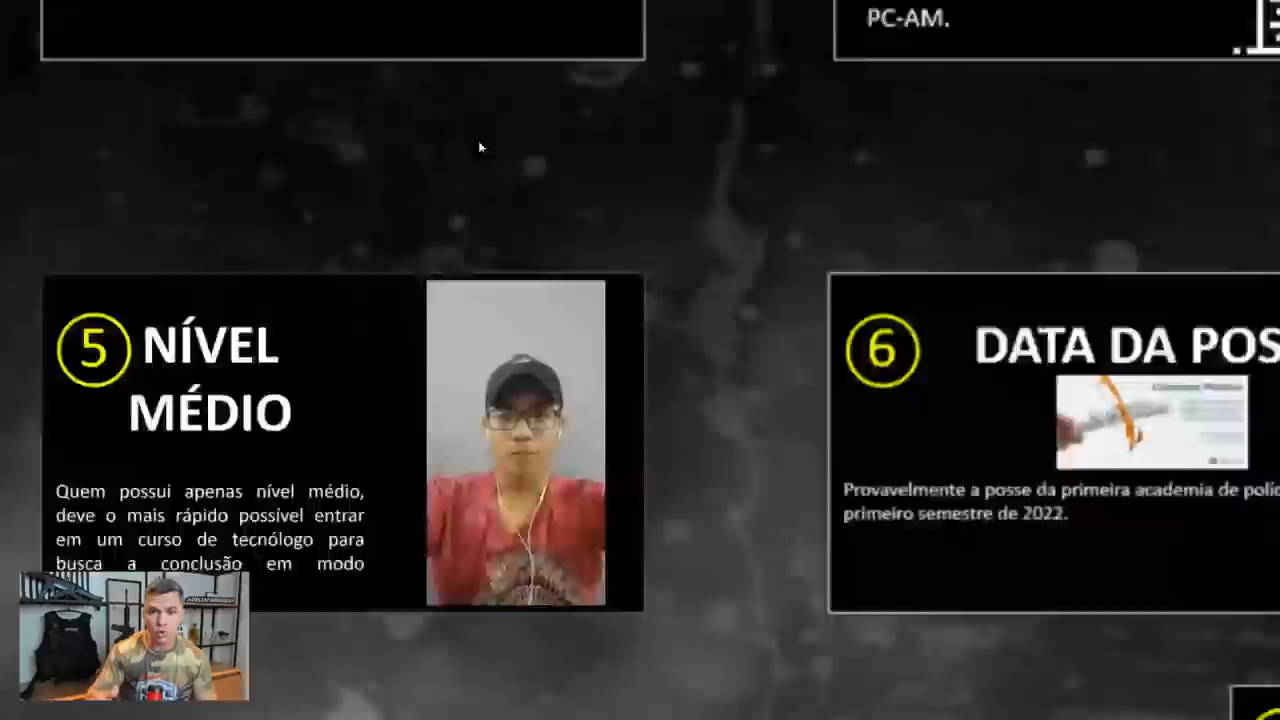 PC-AM.
5 NÍVEL
MÉDIO
Quem possui apenas nível médio,
deve o mais rápido possível entrar
em um curso de tecnólogo para
busca a conclusão em modo
6 DATA DA POS
Provavelmente a posse da primeira academia de políc
primeiro semestre de 2022.